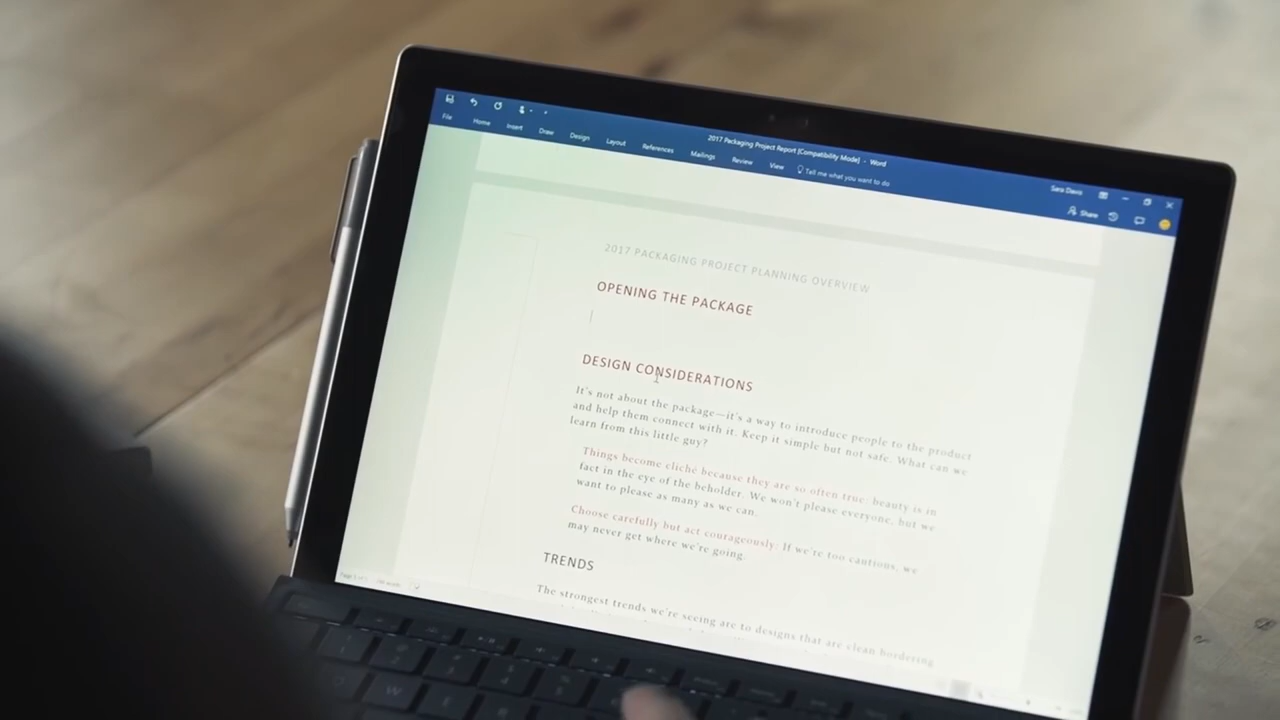 2017 Packaging Project Report [Compatibility Mode] - Word
Sara Davis
File Home Insert Draw Design Layout References Mailings Review View Tell me what you want to do
Share
2017 PACKAGING PROJECT PLANNING OVERVIEW
OPENING THE PACKAGE
DESIGN CONSIDERATIONS
It's not about the package—it's a way to introduce people to the product
and help them connect with it. Keep it simple but not safe. What can we
learn from this little guy?
Things become cliché because they are so often true: beauty is in
fact in the eye of the beholder. We won't please everyone, but we
want to please as many as we can.
Choose carefully but act courageously. If we're too cautious, we
may never get where we're going.
TRENDS
The strongest trends we're seeing are to designs that are clean bordering
W